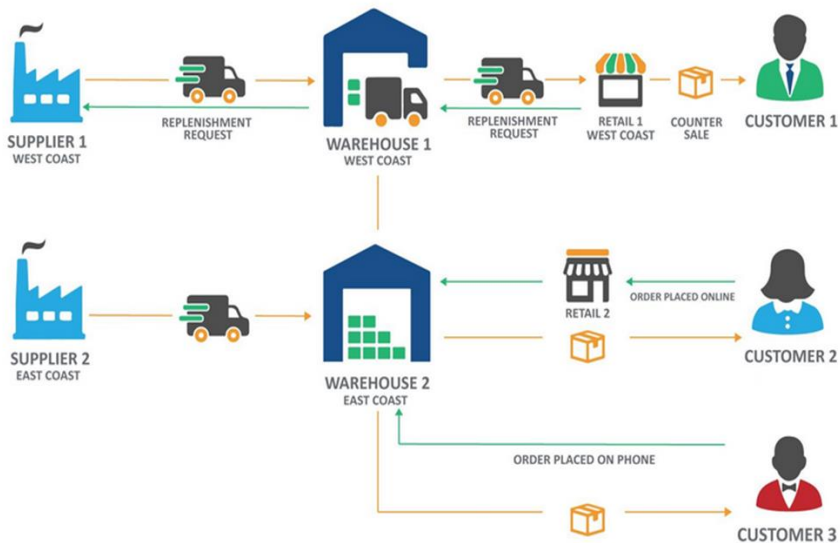 REPLENISHMENT
REQUEST
REPLENISHMENT
REQUEST
RETAIL 1
WEST COAST
COUNTER
SALE
CUSTOMER 1
SUPPLIER 1
WEST COAST
WAREHOUSE 1
WEST COAST
ORDER PLACED ONLINE
RETAIL 2
SUPPLIER 2
EAST COAST
WAREHOUSE 2
EAST COAST
CUSTOMER 2
ORDER PLACED ON PHONE
CUSTOMER 3